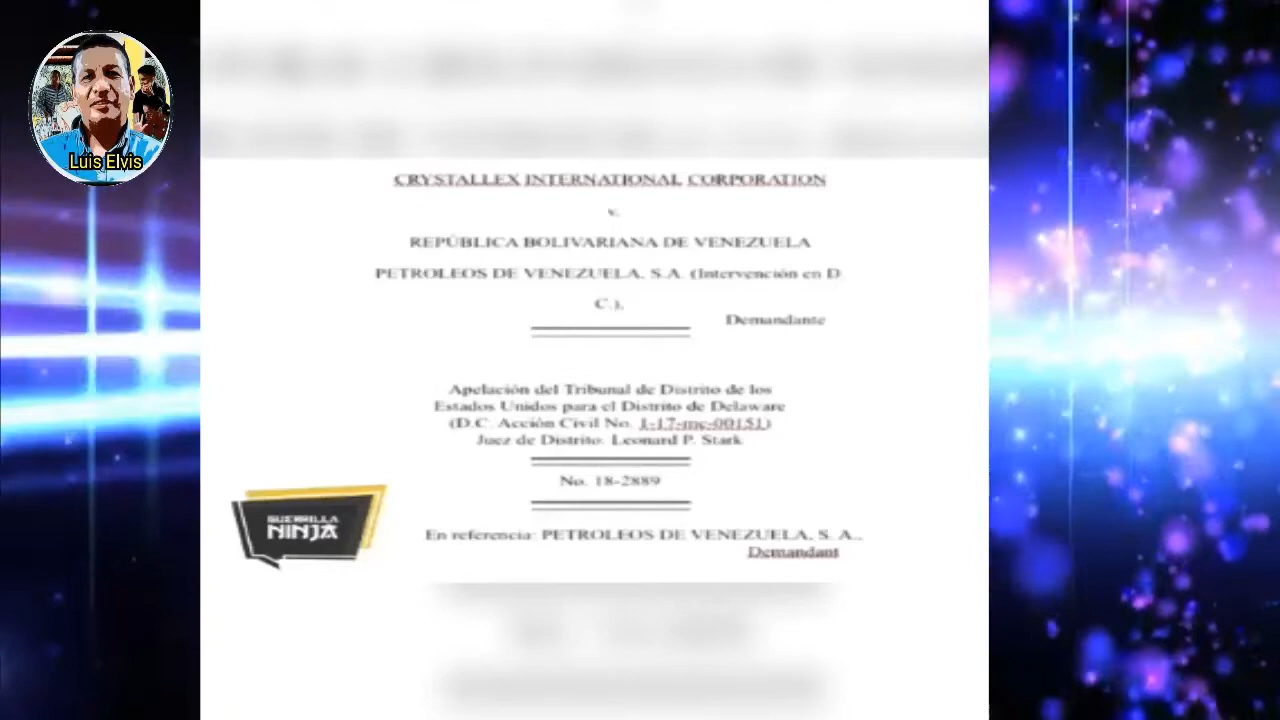 Luis Elvis
CRYSTALLEX INTERNATIONAL CORPORATION
v.
REPÚBLICA BOLIVARIANA DE VENEZUELA
PETROLEOS DE VENEZUELA, S.A. (Intervención en D.
C.),
Demandante
Apelación del Tribunal de Distrito de los
Estados Unidos para el Distrito de Delaware
(D.C. Acción Civil No. 1-17-mc-00151)
Juez de Distrito: Leonard P. Stark
No. 18-2889
GUERRILLA
NINJA
En referencia: PETROLEOS DE VENEZUELA, S. A.,
Demandant